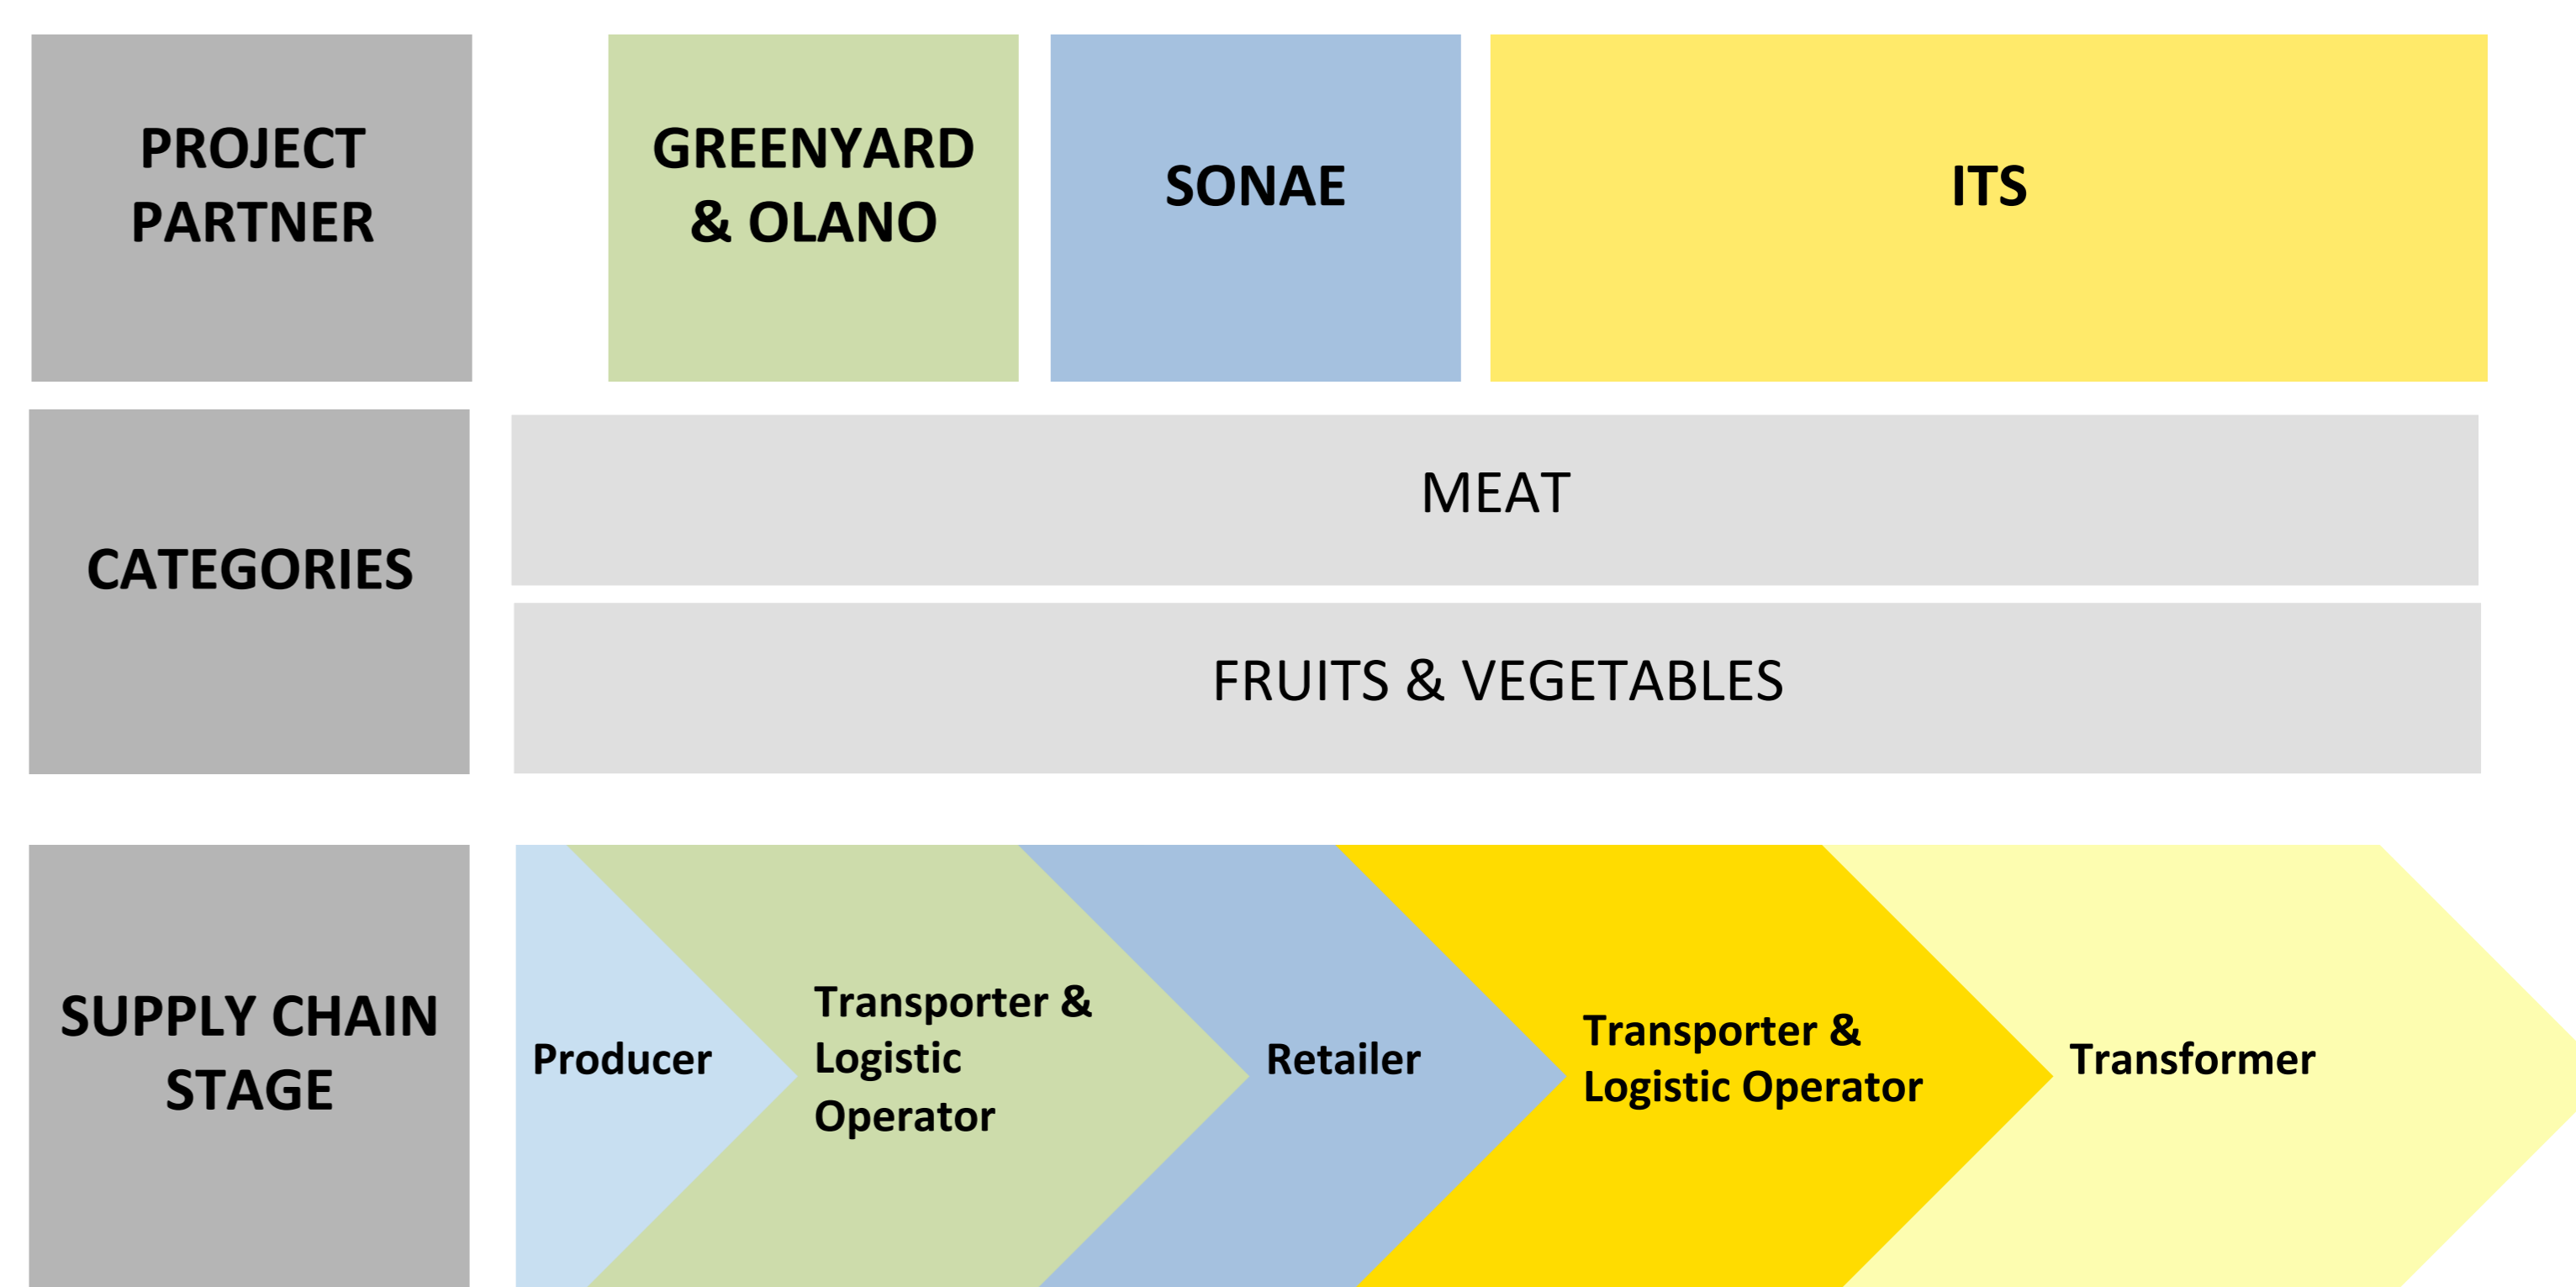 PROJECT
PARTNER
GREENYARD
& OLANO
SONAE
ITS
CATEGORIES
MEAT
FRUITS & VEGETABLES
SUPPLY CHAIN
STAGE
Producer
Transporter &
Logistic
Operator
Retailer
Transporter &
Logistic Operator
Transformer